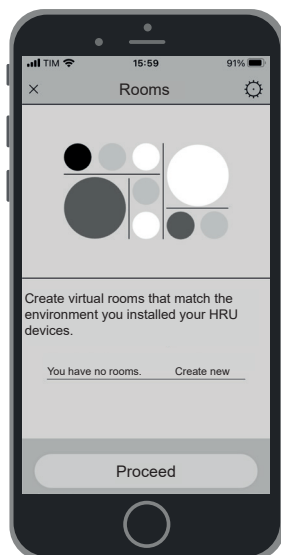 TIM 15:59 91%
× Rooms
Create virtual rooms that match the
environment you installed your HRU
devices.
You have no rooms. Create new
Proceed